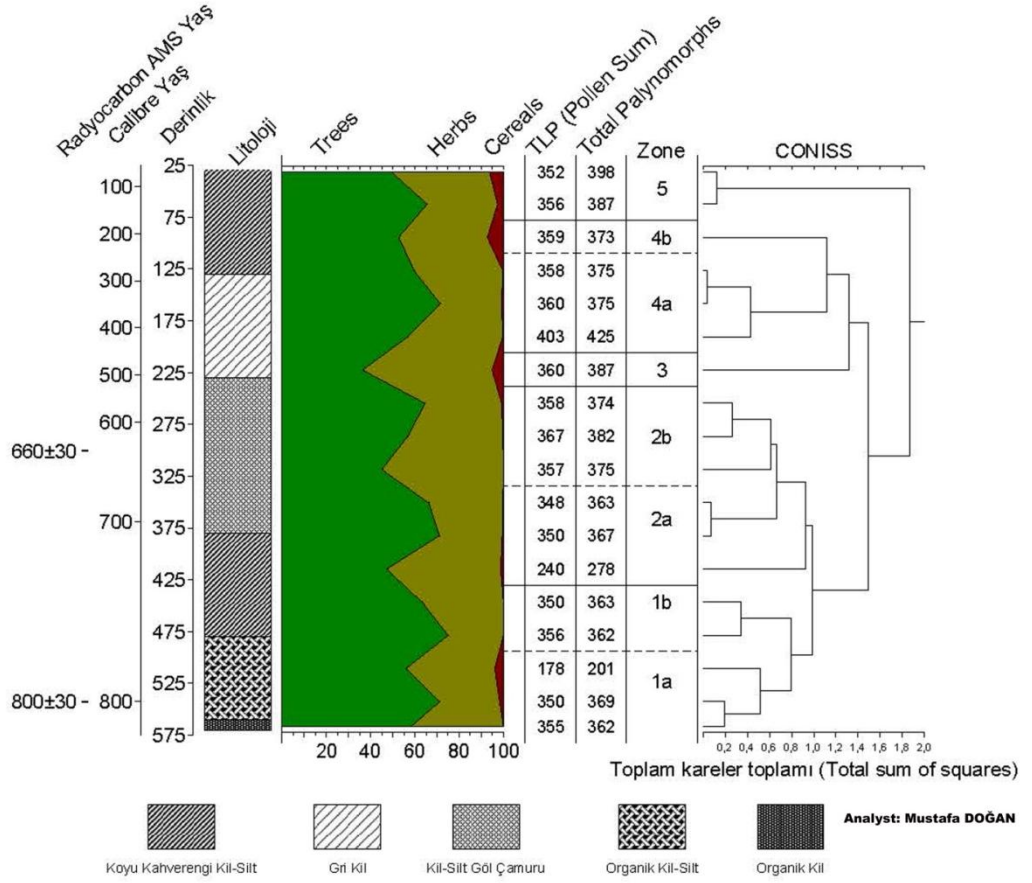 Radyocarbon AMS Yaş
Calibre Yaş
Derintlik
Litoloji
Trees
Herbs
Cereals
TLP (Pollen Sum)
Total Palynomorphs
Zone
CONISS
25
352 398
100
5
356 387
75
200
359 373 4b
125
358 375
300
360 375 4a
175
400
403 425
225
500
360 387 3
358 374
600
275
367 382 2b
660±30
325
357 375
348 363
700
375
350 367 2a
240 278
425
350 363 1b
475
356 362
178 201
525
1a
800±30 800
350 369
355 362
575
20 40 60 80 100
0,2 0,4 0,6 0,8 1,0 1,2 1,4 1,6 1,8 2,0
Toplam kareler toplamı (Total sum of squares)
Analyst: Mustafa DOĞAN
Koyu Kahverengi Kil-Silt
Gri Kil
Kil-Silt Göl Çamuru
Organik Kil-Silt
Organik Kil